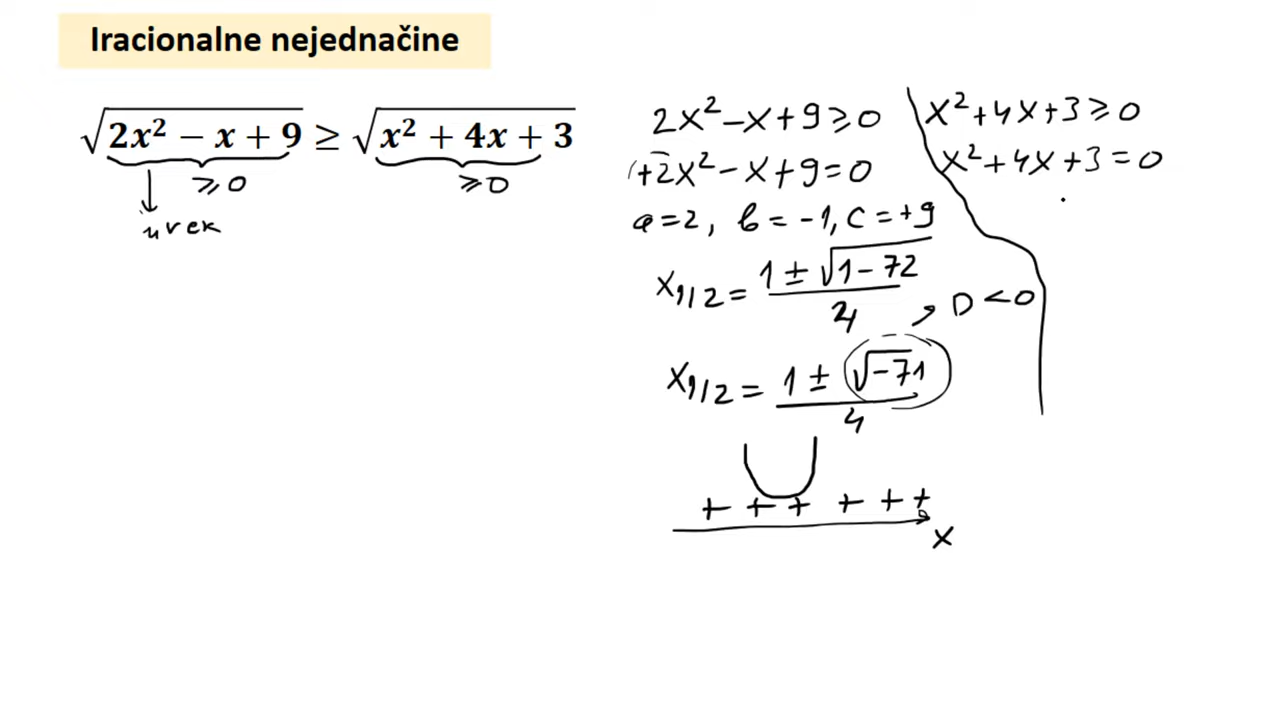 Iracionalne nejednačine
√(2x² − x + 9) ≥ √(x² + 4x + 3)
≥0 ≥0
uvek
2x² − x + 9 ≥ 0
+2x² − x + 9 = 0
a = 2, b = −1, c = +9
x₁/₂ = (1 ± √(1 − 72))/4
D < 0
x₁/₂ = (1 ± √(−71))/4
+ + + + + +
x
x² + 4x + 3 ≥ 0
x² + 4x + 3 = 0